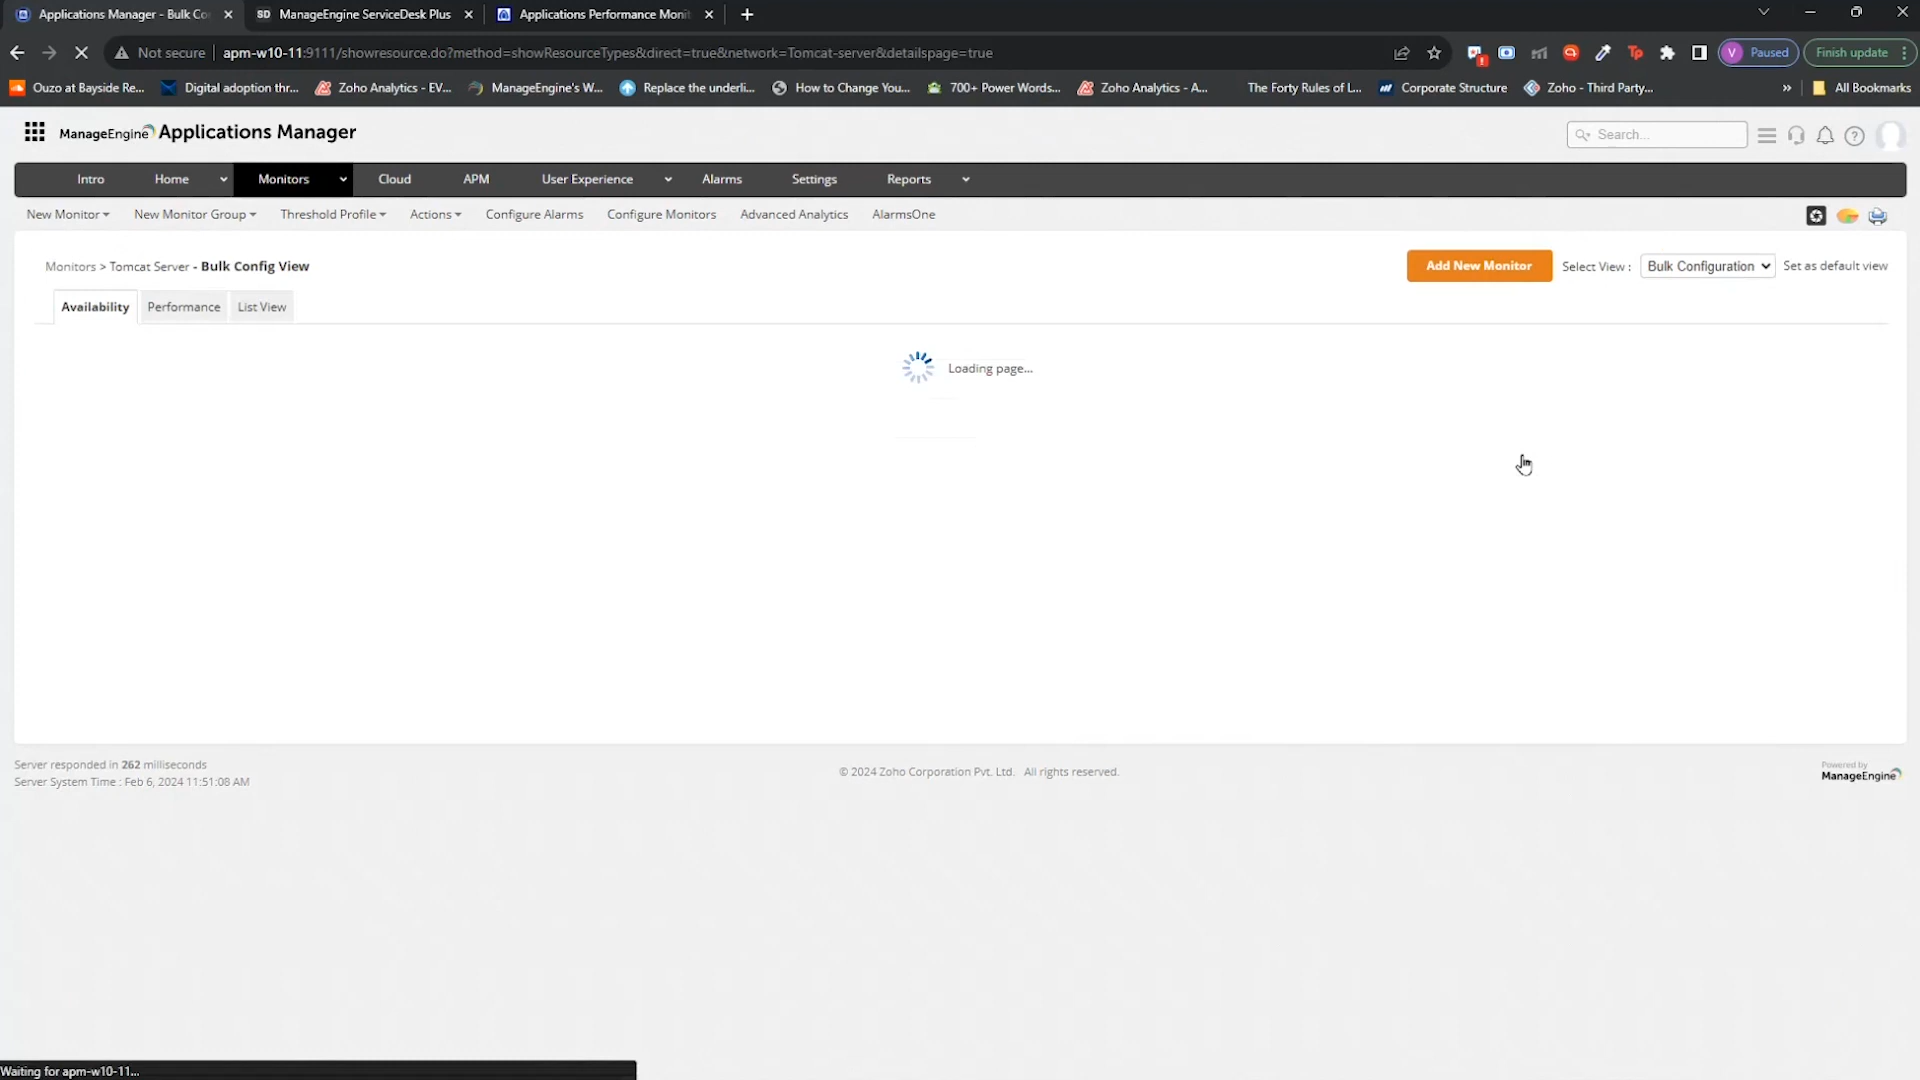 Applications Manager - Bulk Co
SD ManageEngine ServiceDesk Plus
Applications Performance Monit
Not secure apm-w10-11:9111/showresource.do?method=showResourceTypes&direct=true&network=Tomcat-server&detailspage=true
V Paused
Finish update
Ouzo at Bayside Re...
Digital adoption thr...
Zoho Analytics - EV...
ManageEngine's W...
Replace the underli...
How to Change You...
700+ Power Words...
Zoho Analytics - A...
The Forty Rules of L...
Corporate Structure
Zoho - Third Party...
» All Bookmarks
ManageEngine Applications Manager
Search...
Intro Home Monitors Cloud APM User Experience Alarms Settings Reports
New Monitor New Monitor Group Threshold Profile Actions Configure Alarms Configure Monitors Advanced Analytics AlarmsOne
Monitors > Tomcat Server - Bulk Config View
Add New Monitor Select View : Bulk Configuration Set as default view
Availability Performance List View
Loading page...
Server responded in 262 milliseconds
Server System Time : Feb 6, 2024 11:51:08 AM
© 2024 Zoho Corporation Pvt. Ltd. All rights reserved.
Powered by
ManageEngine
Waiting for apm-w10-11...